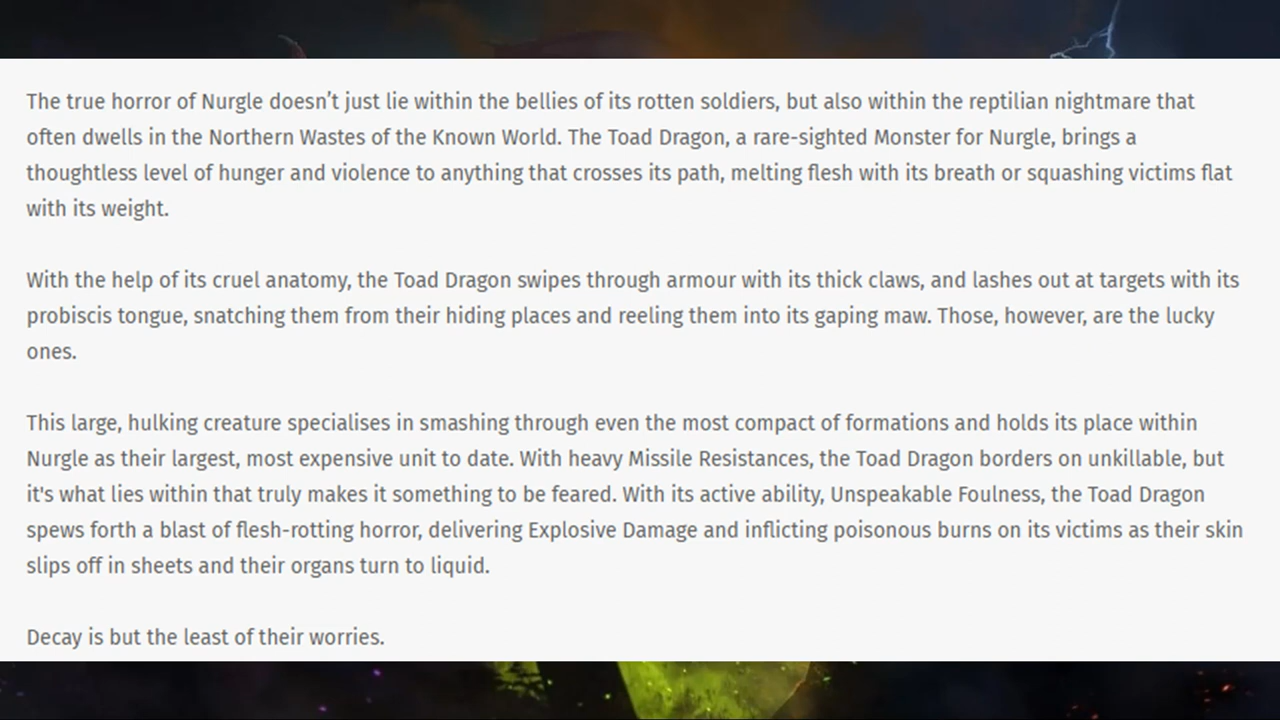 The true horror of Nurgle doesn’t just lie within the bellies of its rotten soldiers, but also within the reptilian nightmare that
often dwells in the Northern Wastes of the Known World. The Toad Dragon, a rare-sighted Monster for Nurgle, brings a
thoughtless level of hunger and violence to anything that crosses its path, melting flesh with its breath or squashing victims flat
with its weight.
With the help of its cruel anatomy, the Toad Dragon swipes through armour with its thick claws, and lashes out at targets with its
probiscis tongue, snatching them from their hiding places and reeling them into its gaping maw. Those, however, are the lucky
ones.
This large, hulking creature specialises in smashing through even the most compact of formations and holds its place within
Nurgle as their largest, most expensive unit to date. With heavy Missile Resistances, the Toad Dragon borders on unkillable, but
it's what lies within that truly makes it something to be feared. With its active ability, Unspeakable Foulness, the Toad Dragon
spews forth a blast of flesh-rotting horror, delivering Explosive Damage and inflicting poisonous burns on its victims as their skin
slips off in sheets and their organs turn to liquid.
Decay is but the least of their worries.